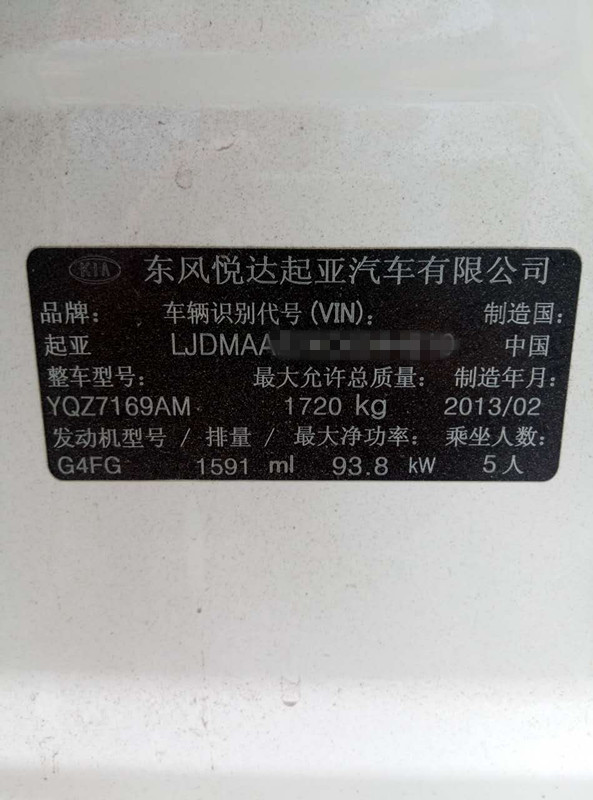 KIA 东风悦达起亚汽车有限公司
品牌: 车辆识别代号(VIN): 制造国:
起亚 LJDMAA 中国
整车型号: 最大允许总质量: 制造年月:
YQZ7169AM 1720 kg 2013/02
发动机型号 / 排量 / 最大净功率: 乘坐人数:
G4FG 1591 ml 93.8 kW 5人